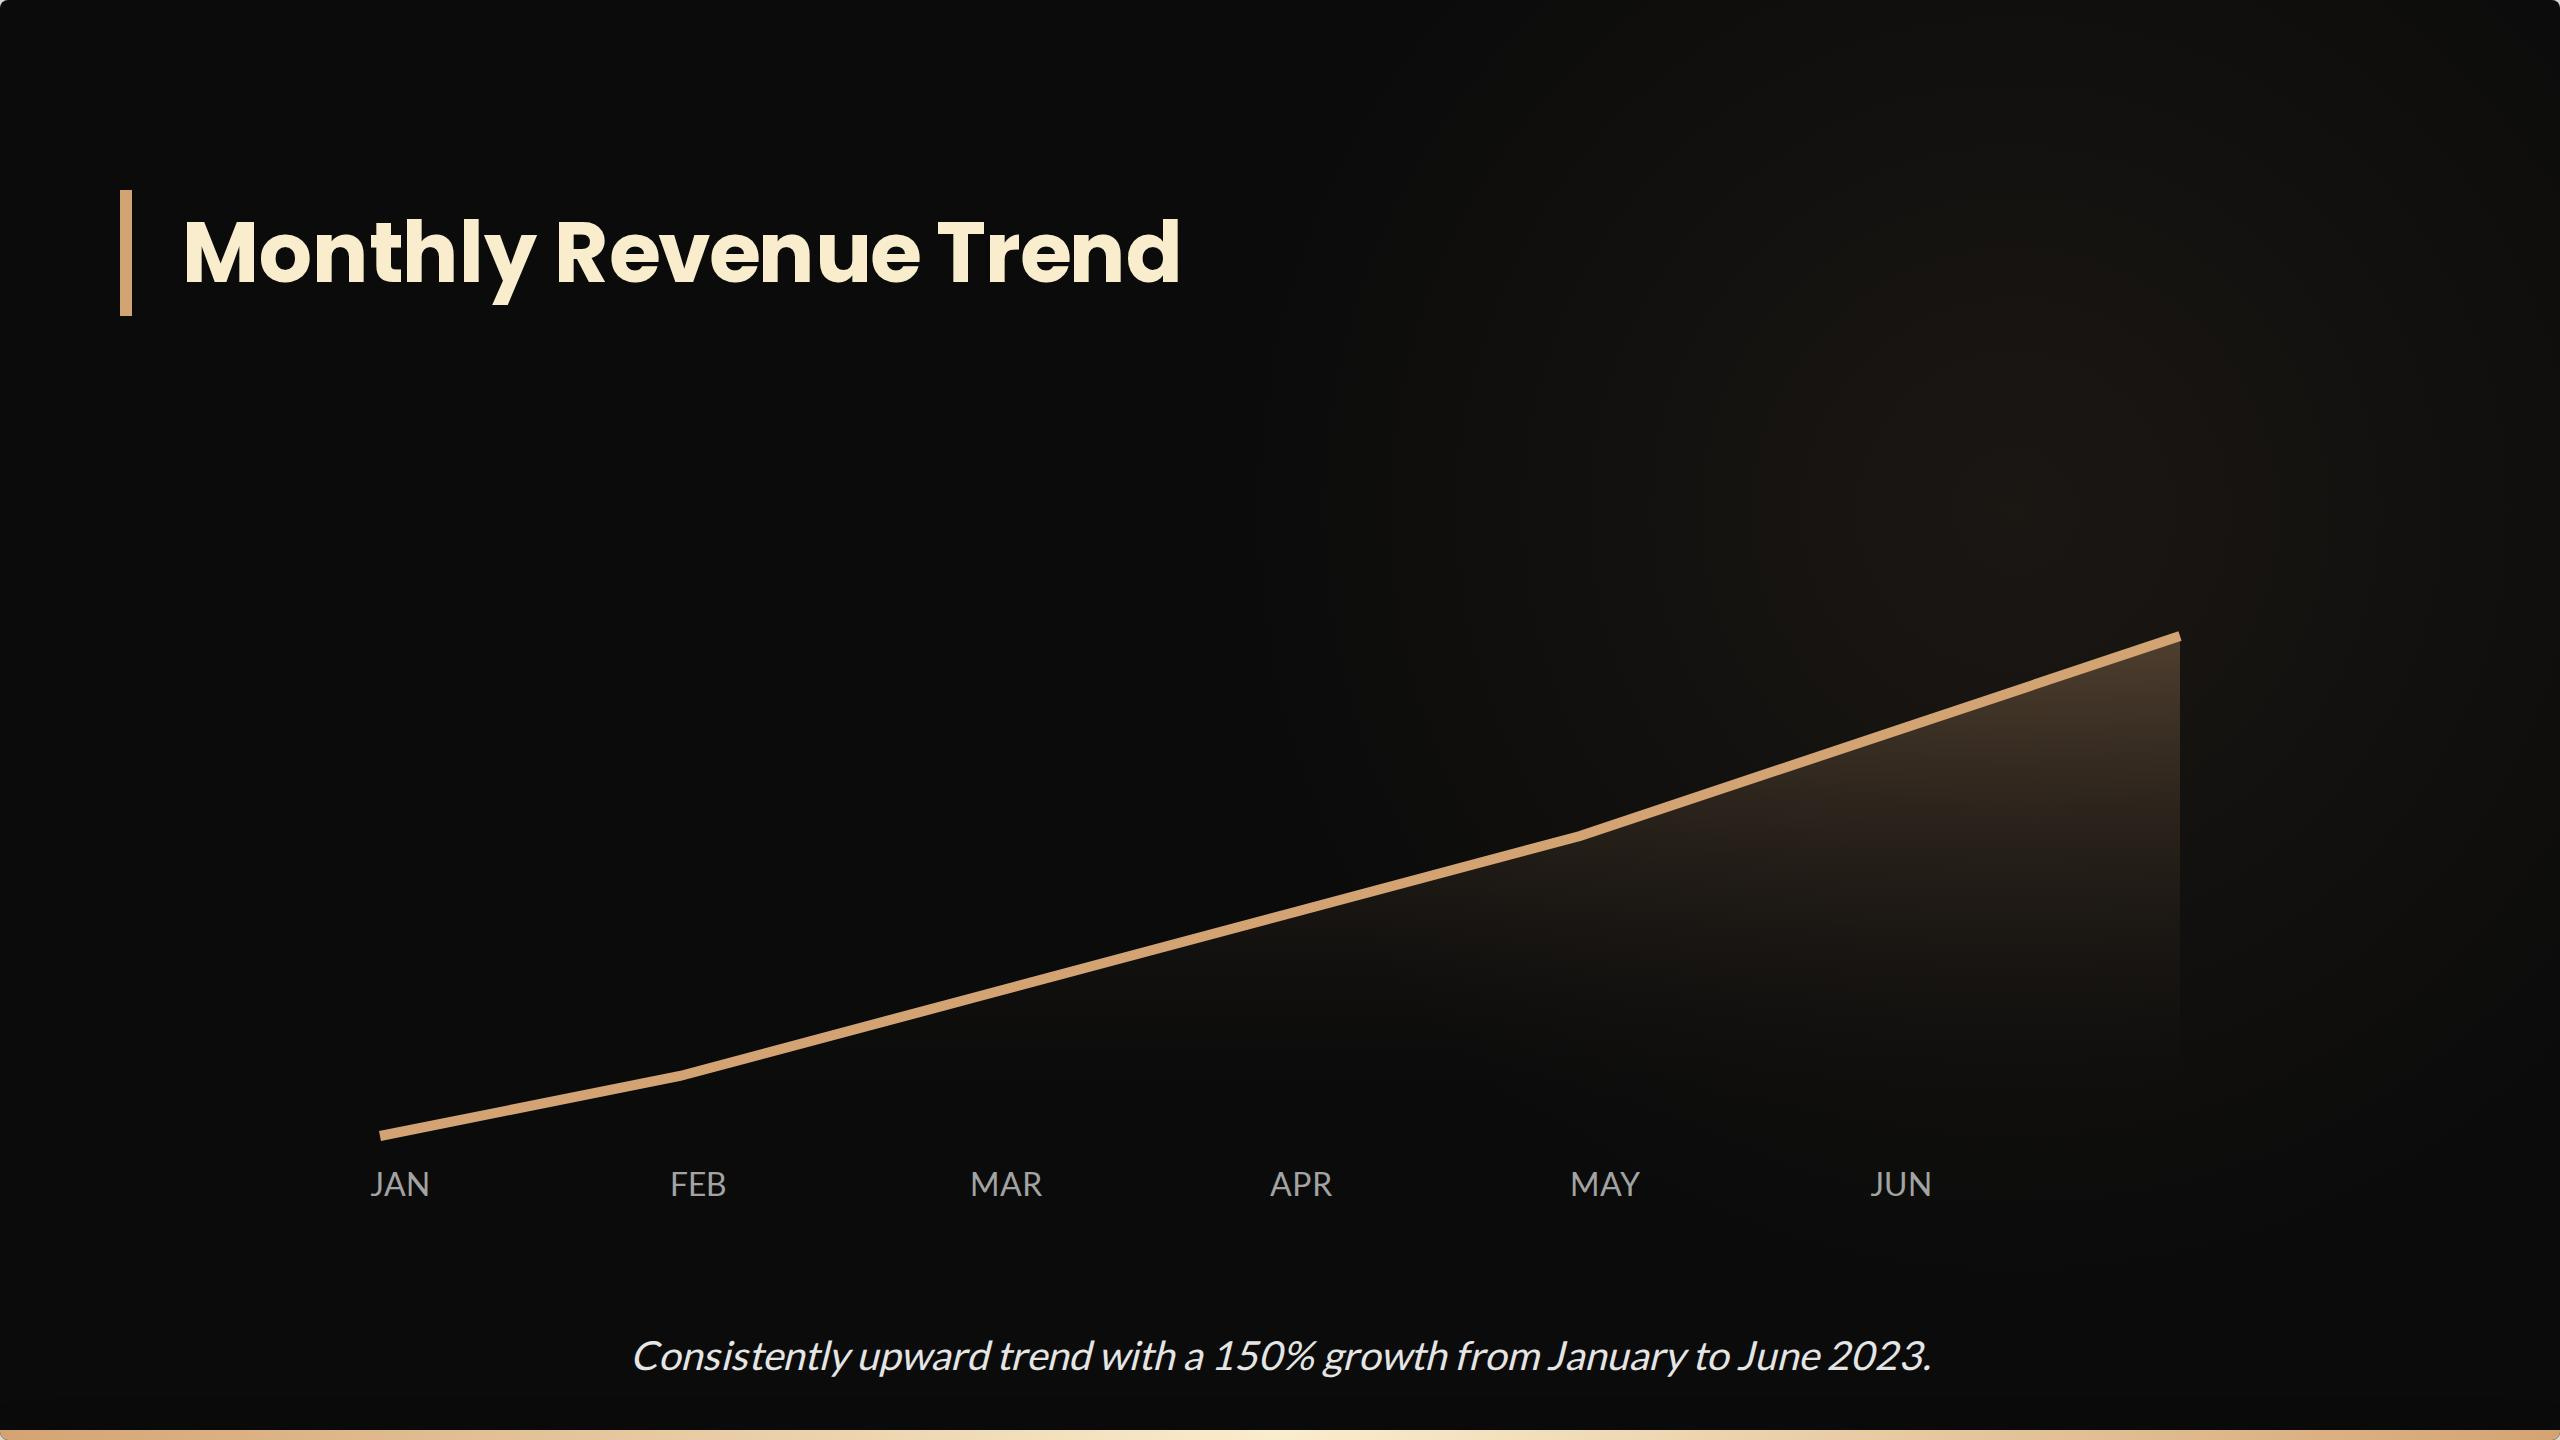 Monthly Revenue Trend
JAN FEB MAR APR MAY JUN
Consistently upward trend with a 150% growth from January to June 2023.